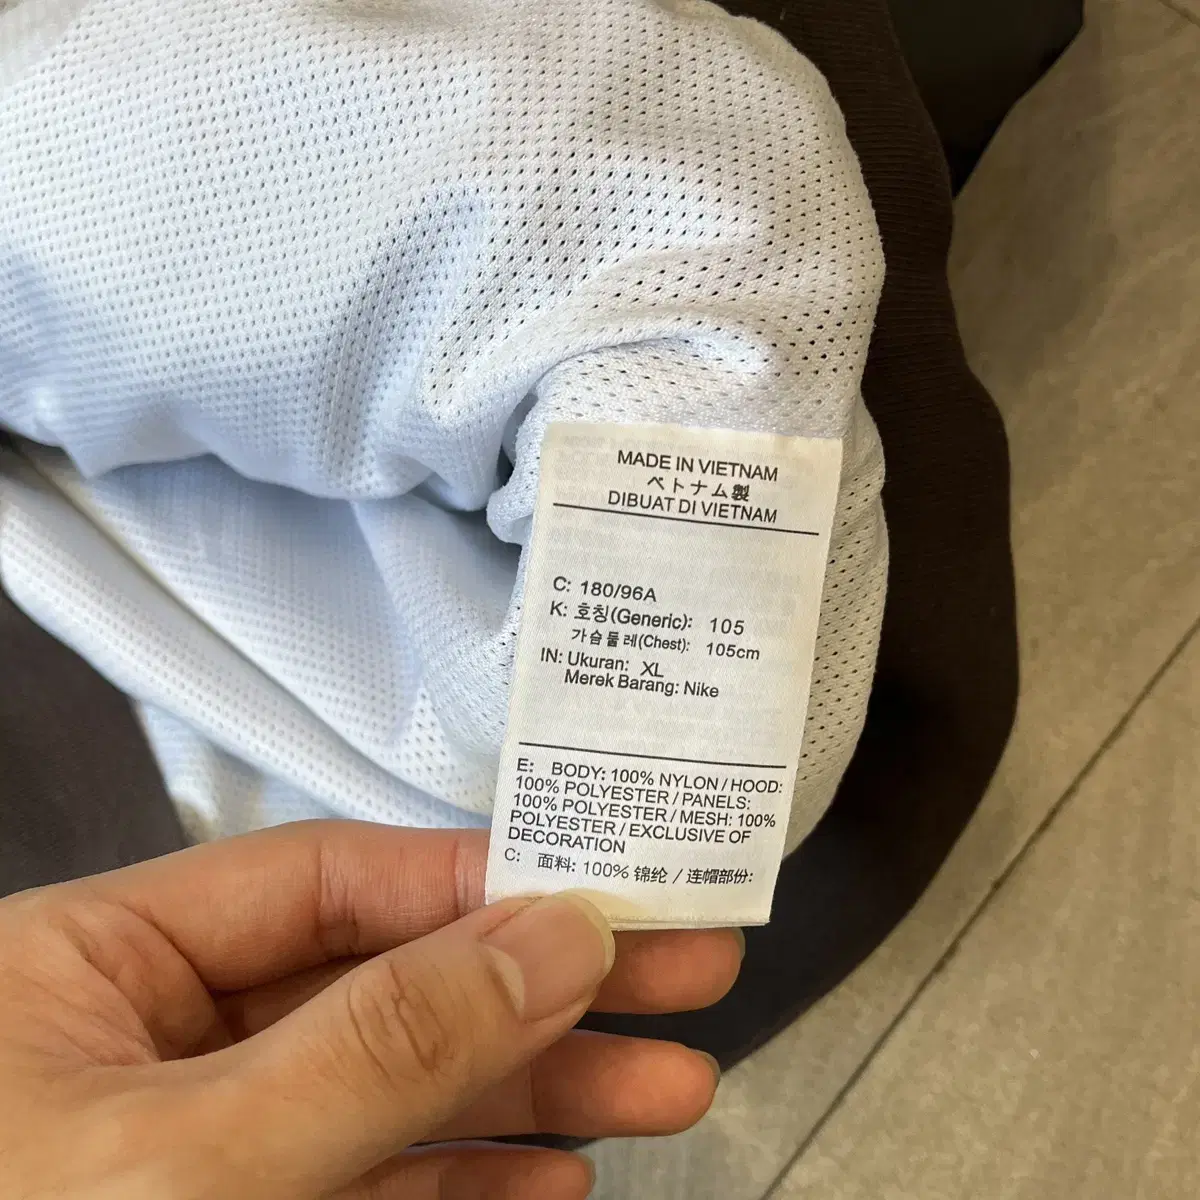 MADE IN VIETNAM
ベトナム製
DIBUAT DI VIETNAM
C: 180/96A
K: 호칭(Generic): 105
가슴둘레(Chest): 105cm
IN: Ukuran: XL
Merek Barang: Nike
E: BODY: 100% NYLON / HOOD:
100% POLYESTER / PANELS:
100% POLYESTER / MESH: 100%
POLYESTER / EXCLUSIVE OF
DECORATION
C: 面料: 100% 锦纶 / 连帽部份: